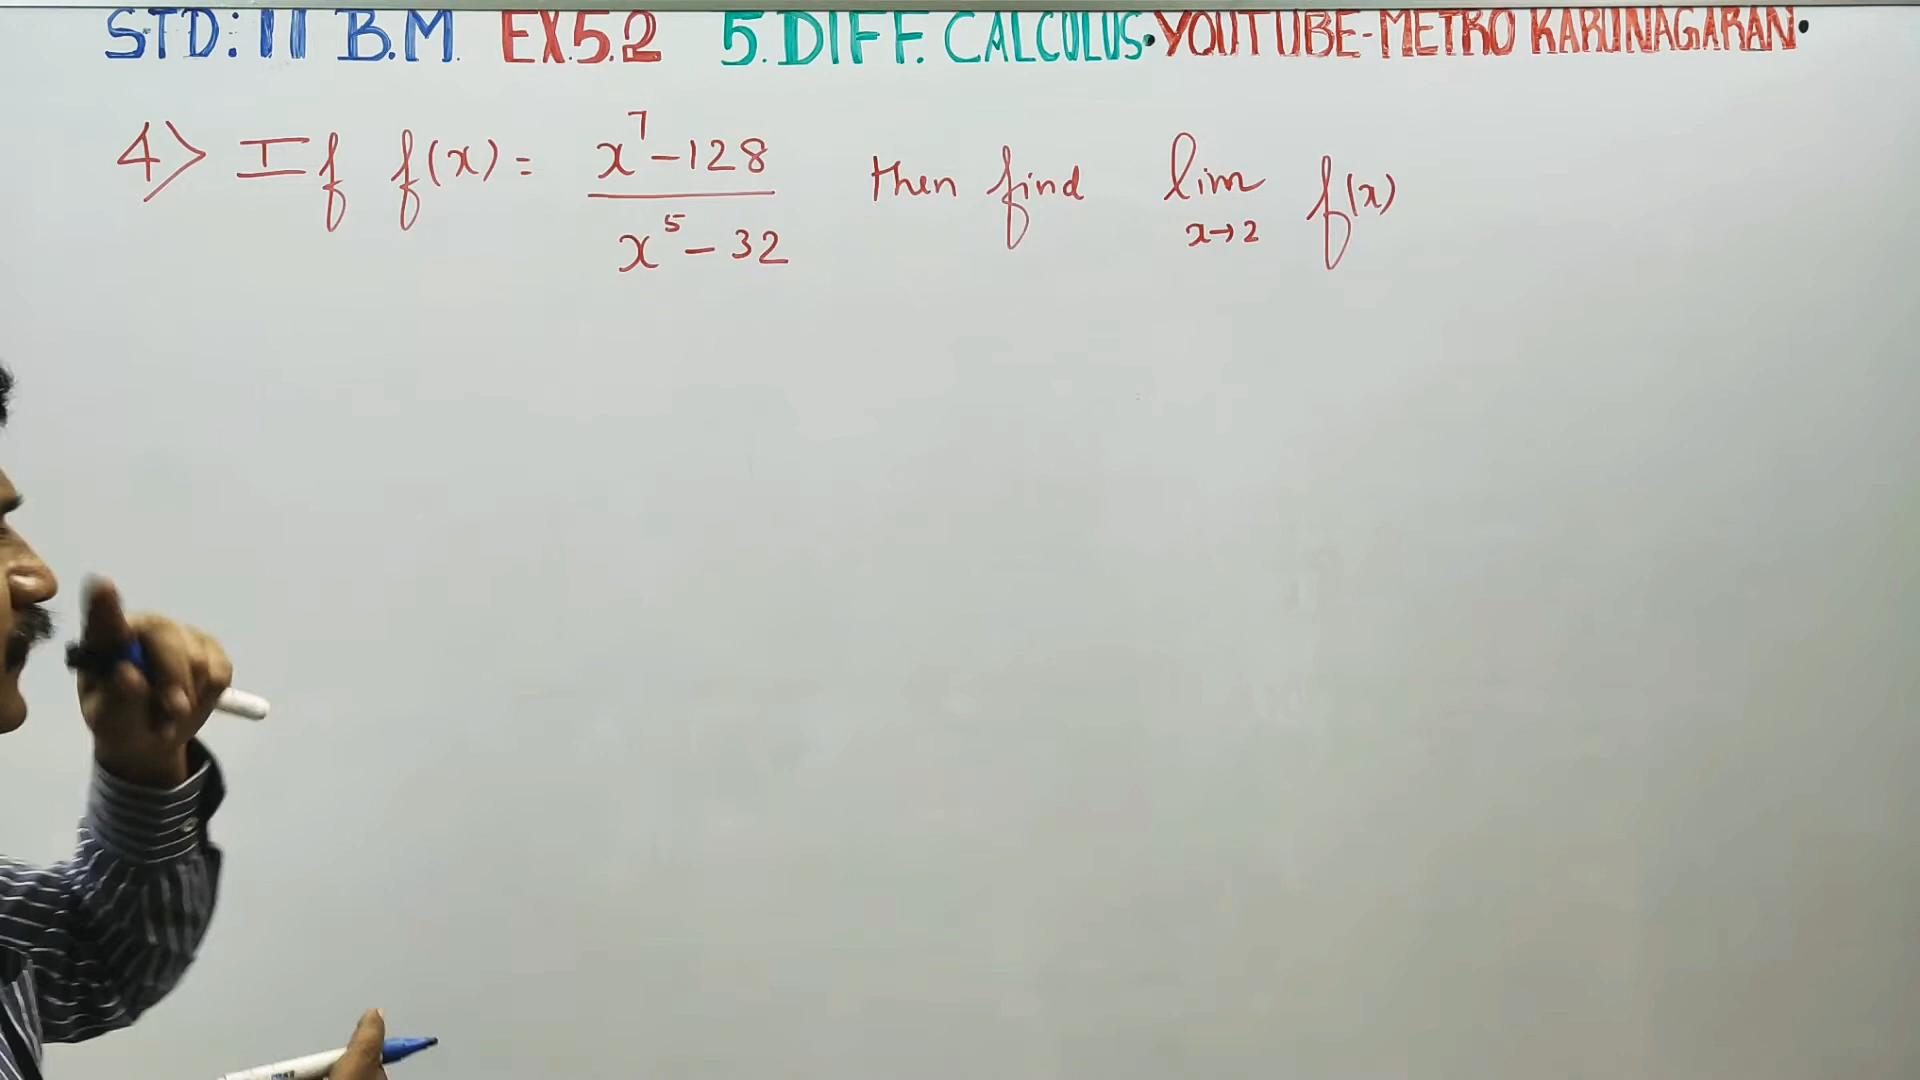 STD: 11 B.M. EX.5.2 5. DIFF. CALCULUS • YOUTUBE-METRO KARUNAGARAN •
4> If f(x) = x⁷-128 / x⁵-32 then find lim x→2 f(x)